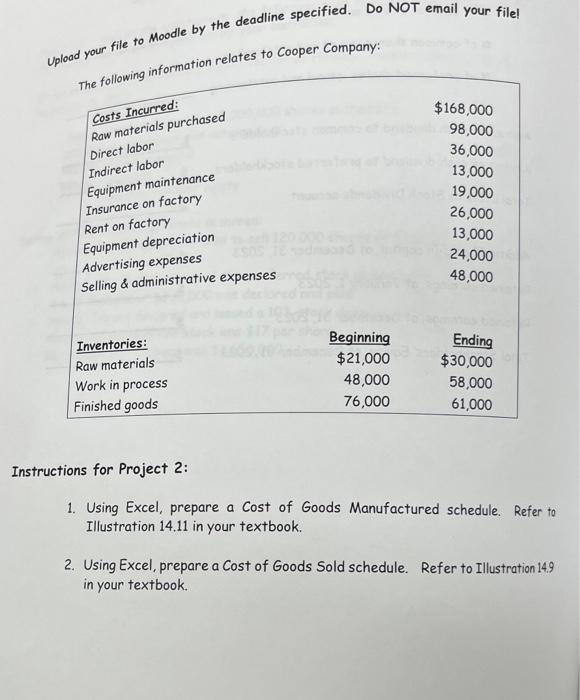 Upload your file to Moodle by the deadline specified. Do NOT email your file!
The following information relates to Cooper Company:
Costs Incurred:
Raw materials purchased $168,000
Direct labor 98,000
Indirect labor 36,000
Equipment maintenance 13,000
Insurance on factory 19,000
Rent on factory 26,000
Equipment depreciation 13,000
Advertising expenses 24,000
Selling & administrative expenses 48,000
Inventories: Beginning Ending
Raw materials $21,000 $30,000
Work in process 48,000 58,000
Finished goods 76,000 61,000
Instructions for Project 2:
1. Using Excel, prepare a Cost of Goods Manufactured schedule. Refer to
Illustration 14.11 in your textbook.
2. Using Excel, prepare a Cost of Goods Sold schedule. Refer to Illustration 14.9
in your textbook.